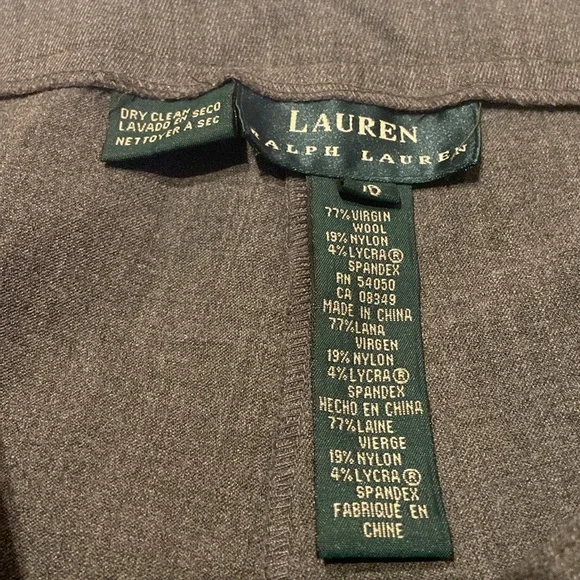 DRY CLEAN SECO
LAVADO EN SEC
NETTOYER A SEC
LAUREN
RALPH LAUREN
10
77% VIRGIN
WOOL
19% NYLON
4% LYCRA®
SPANDEX
RN 54050
CA 08349
MADE IN CHINA
77% LANA
VIRGEN
19% NYLON
4% LYCRA®
SPANDEX
HECHO EN CHINA
77% LAINE
VIERGE
19% NYLON
4% LYCRA®
SPANDEX
FABRIQUÉ EN
CHINE